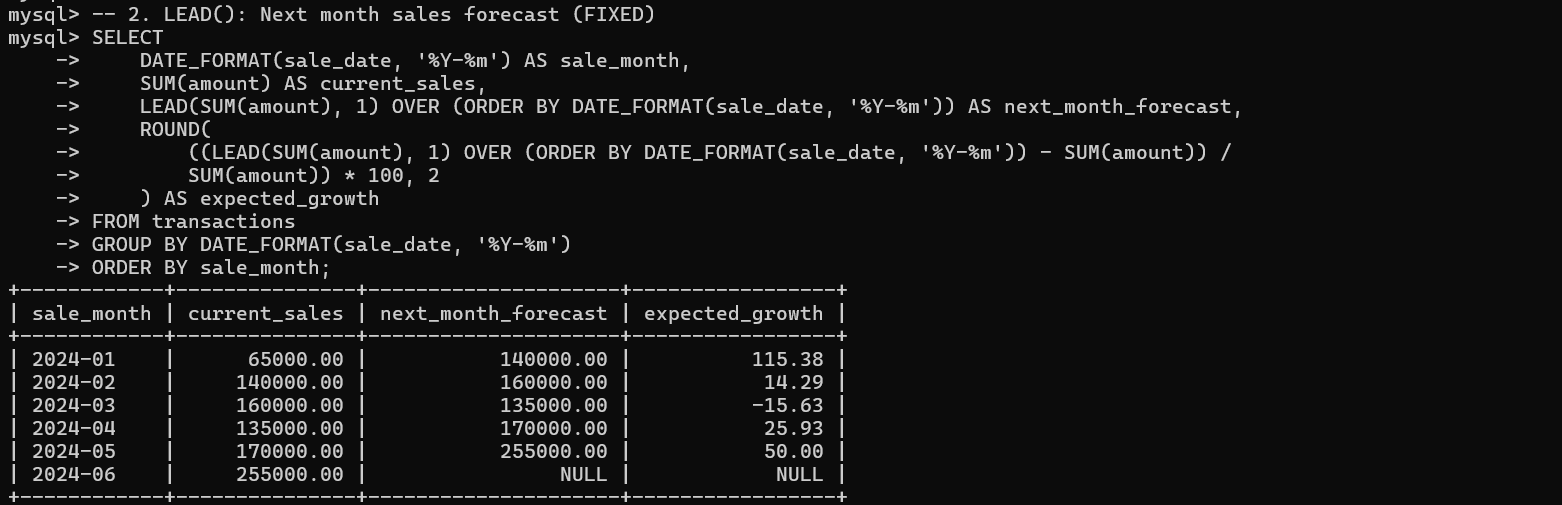 mysql> -- 2. LEAD(): Next month sales forecast (FIXED)
mysql> SELECT
    ->     DATE_FORMAT(sale_date, '%Y-%m') AS sale_month,
    ->     SUM(amount) AS current_sales,
    ->     LEAD(SUM(amount), 1) OVER (ORDER BY DATE_FORMAT(sale_date, '%Y-%m')) AS next_month_forecast,
    ->     ROUND(
    ->         ((LEAD(SUM(amount), 1) OVER (ORDER BY DATE_FORMAT(sale_date, '%Y-%m')) - SUM(amount)) /
    ->         SUM(amount)) * 100, 2
    ->     ) AS expected_growth
    -> FROM transactions
    -> GROUP BY DATE_FORMAT(sale_date, '%Y-%m')
    -> ORDER BY sale_month;
+------------+---------------+---------------------+-----------------+
| sale_month | current_sales | next_month_forecast | expected_growth |
+------------+---------------+---------------------+-----------------+
| 2024-01    |      65000.00 |           140000.00 |          115.38 |
| 2024-02    |     140000.00 |           160000.00 |           14.29 |
| 2024-03    |     160000.00 |           135000.00 |          -15.63 |
| 2024-04    |     135000.00 |           170000.00 |           25.93 |
| 2024-05    |     170000.00 |           255000.00 |           50.00 |
| 2024-06    |     255000.00 |                NULL |            NULL |
+------------+---------------+---------------------+-----------------+